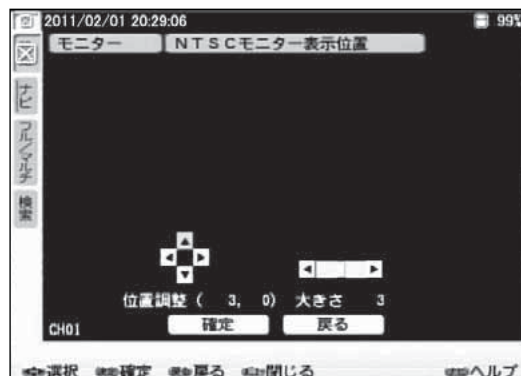 2011/02/01 20:29:06
99%
モニター
NTSCモニター表示位置
ナビ
フル/マルチ
検索
位置調整( 3, 0) 大きさ 3
CH01
確定
戻る
選択
確定
戻る
閉じる
ヘルプ